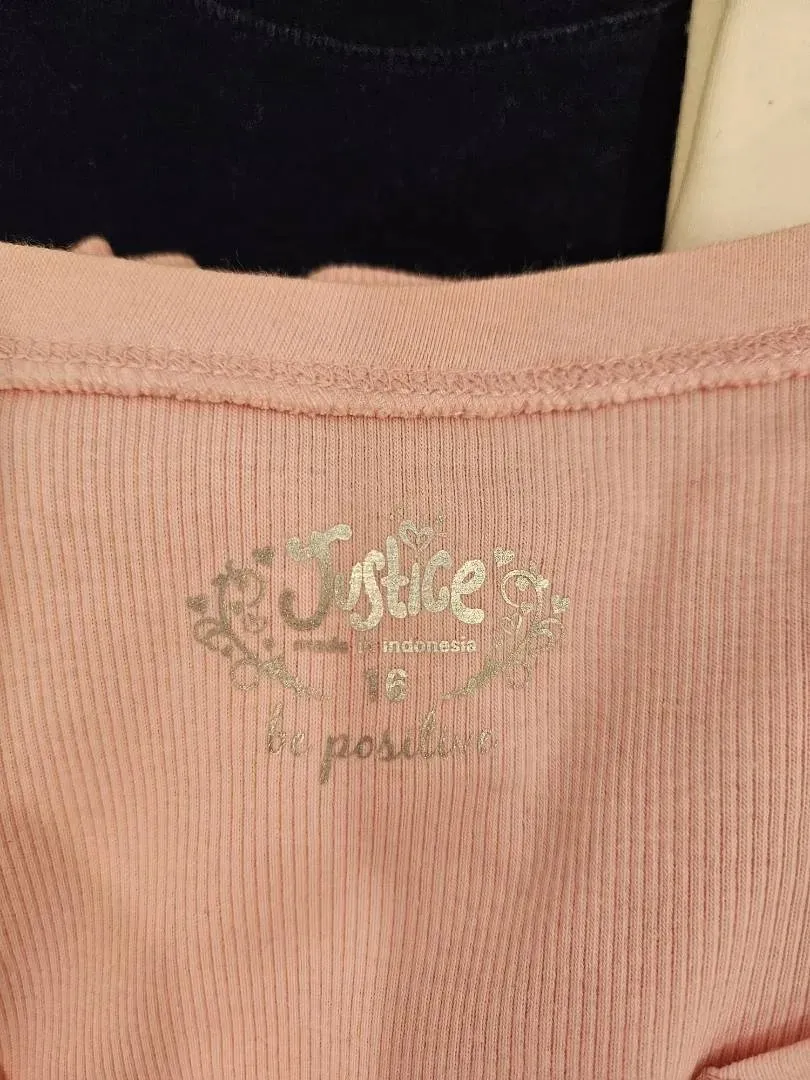 Justice
made in indonesia
16
be positive